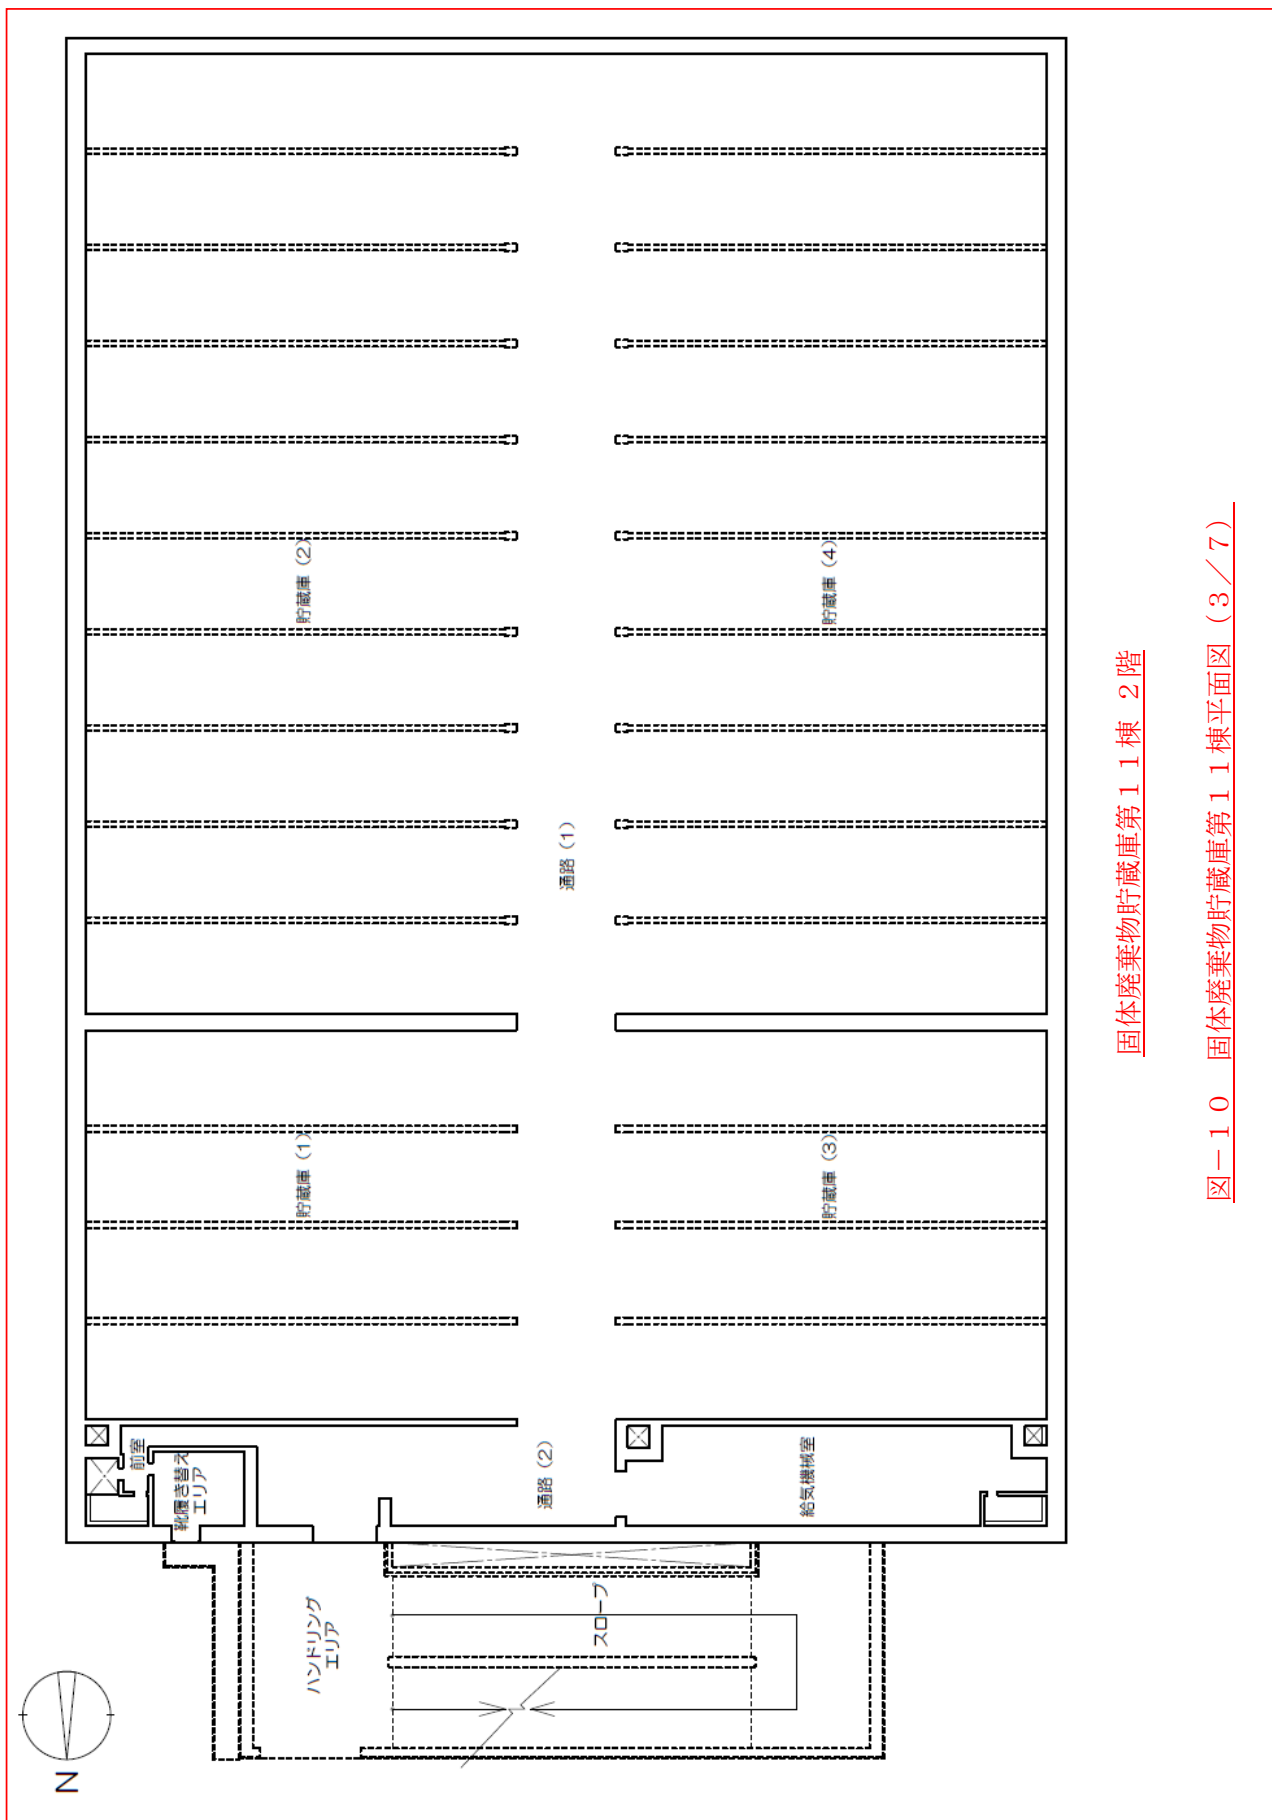 N
ハンドリング
エリア
スロープ
靴履き替え
エリア
前室
通路（2）
給気機械室
貯蔵庫（1）
貯蔵庫（3）
通路（1）
貯蔵庫（2）
貯蔵庫（4）
固体廃棄物貯蔵庫第１１棟 ２階
図－１０　固体廃棄物貯蔵庫第１１棟平面図（３／７）